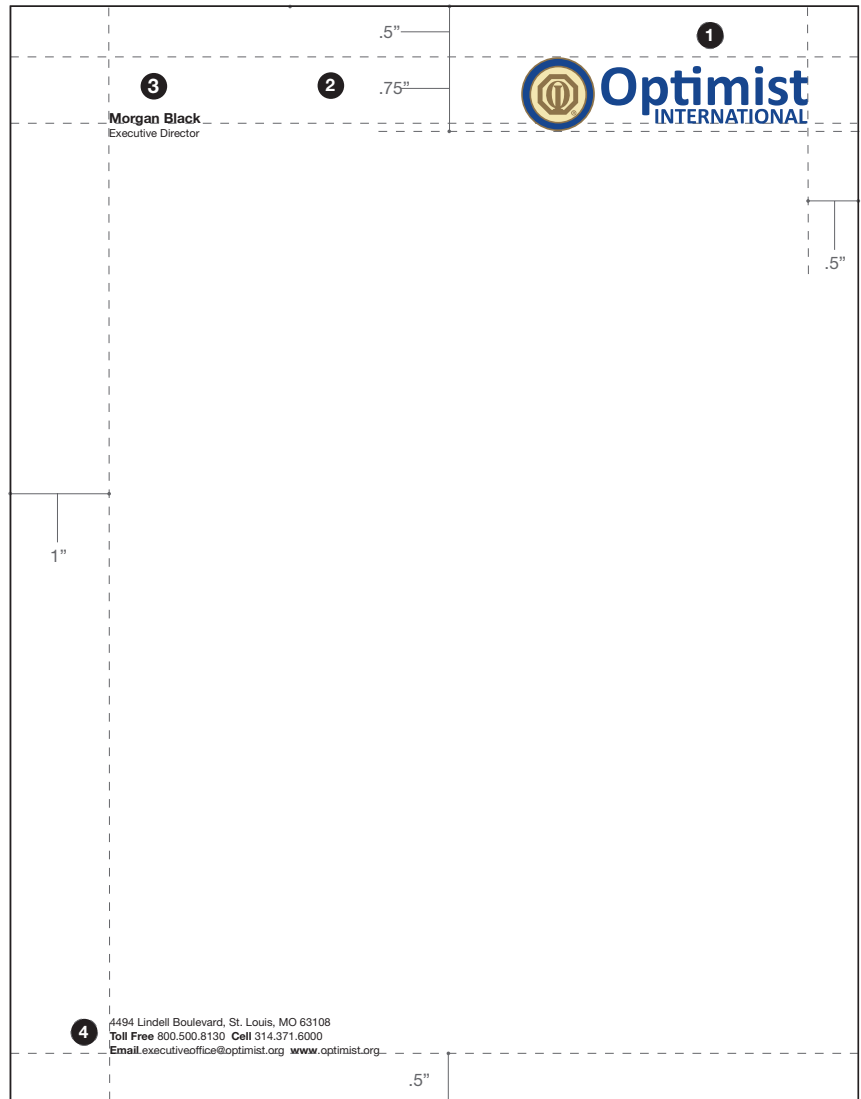 .5”
1
3
2
.75”
Optimist
INTERNATIONAL
®
Morgan Black
Executive Director
.5”
1”
4
4494 Lindell Boulevard, St. Louis, MO 63108
Toll Free 800.500.8130 Cell 314.371.6000
Email executiveoffice@optimist.org www.optimist.org
.5”